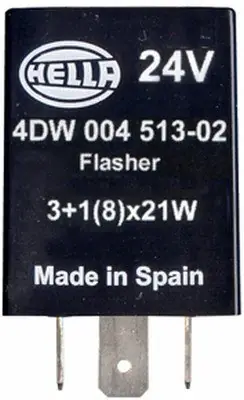 HELLA 24V
4DW 004 513-02
Flasher
3+1(8)x21W
Made in Spain